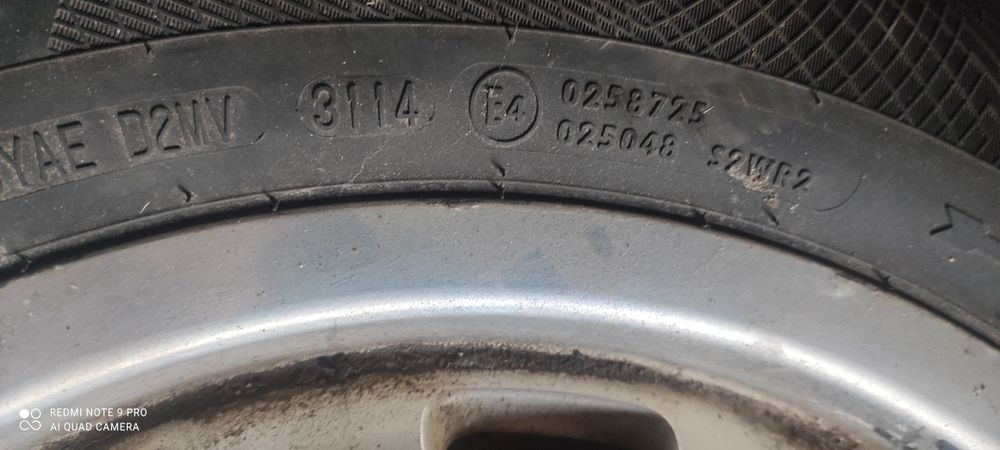 YAE D2MV
3114
E4
0258725
025048 S2WR2
REDMI NOTE 9 PRO
AI QUAD CAMERA